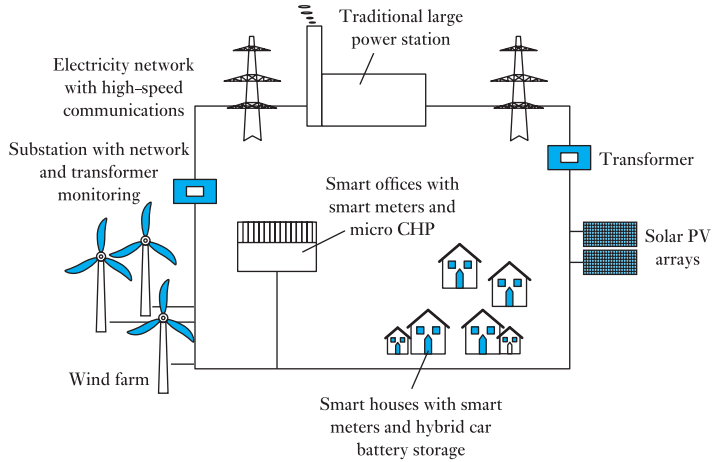 Traditional large
power station
Electricity network
with high-speed
communications
Substation with network
and transformer
monitoring
Transformer
Smart offices with
smart meters and
micro CHP
Solar PV
arrays
Wind farm
Smart houses with smart
meters and hybrid car
battery storage